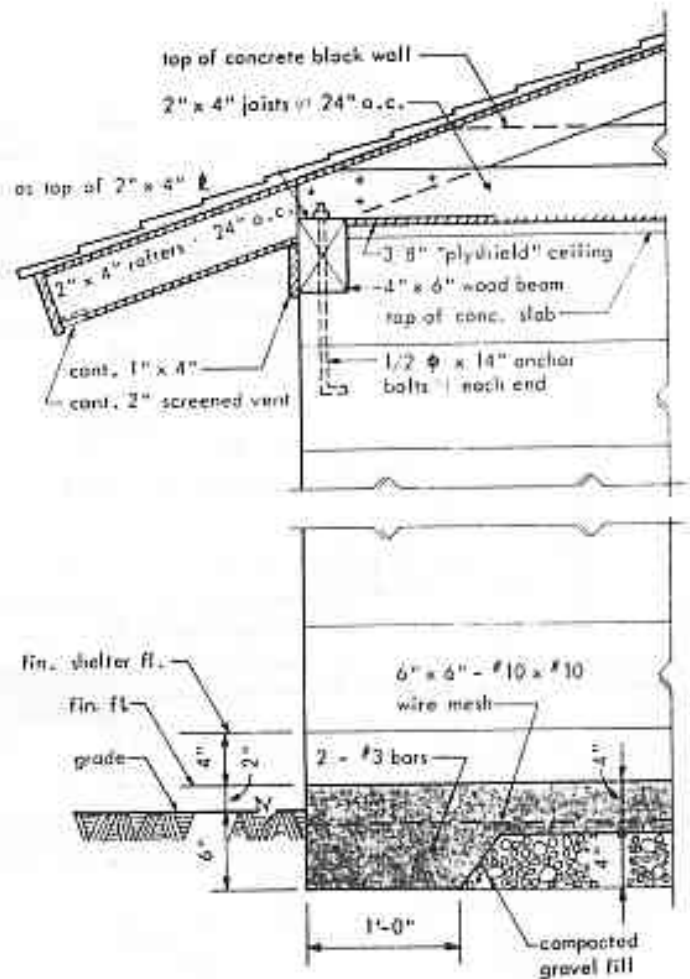 top of concrete block wall
2" x 4" joists 24" o.c.
as top of 2" x 4" ℄
2" x 4" rafters - 24" o.c.
3 8" "plyshield" ceiling
4" x 6" wood beam
top of conc. slab
cont. 1" x 4"
1/2 ϕ x 14" anchor
bolts each end
cont. 2" screened vent
fin. shelter fl.
6" x 6" - #10 x #10
wire mesh
fin fl.
4"
2"
2 - #3 bars
4"
grade
6"
4"
1'-0"
compacted
gravel fill